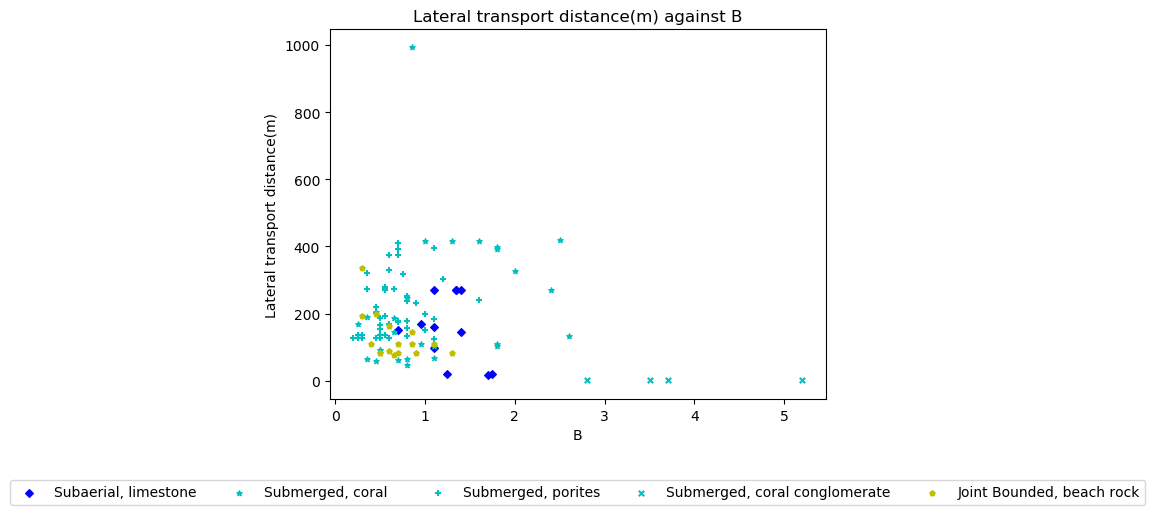 Lateral transport distance(m) against B
1000
800
600
400
200
0
Lateral transport distance(m)
0 1 2 3 4 5
B
Subaerial, limestone Submerged, coral Submerged, porites Submerged, coral conglomerate Joint Bounded, beach rock